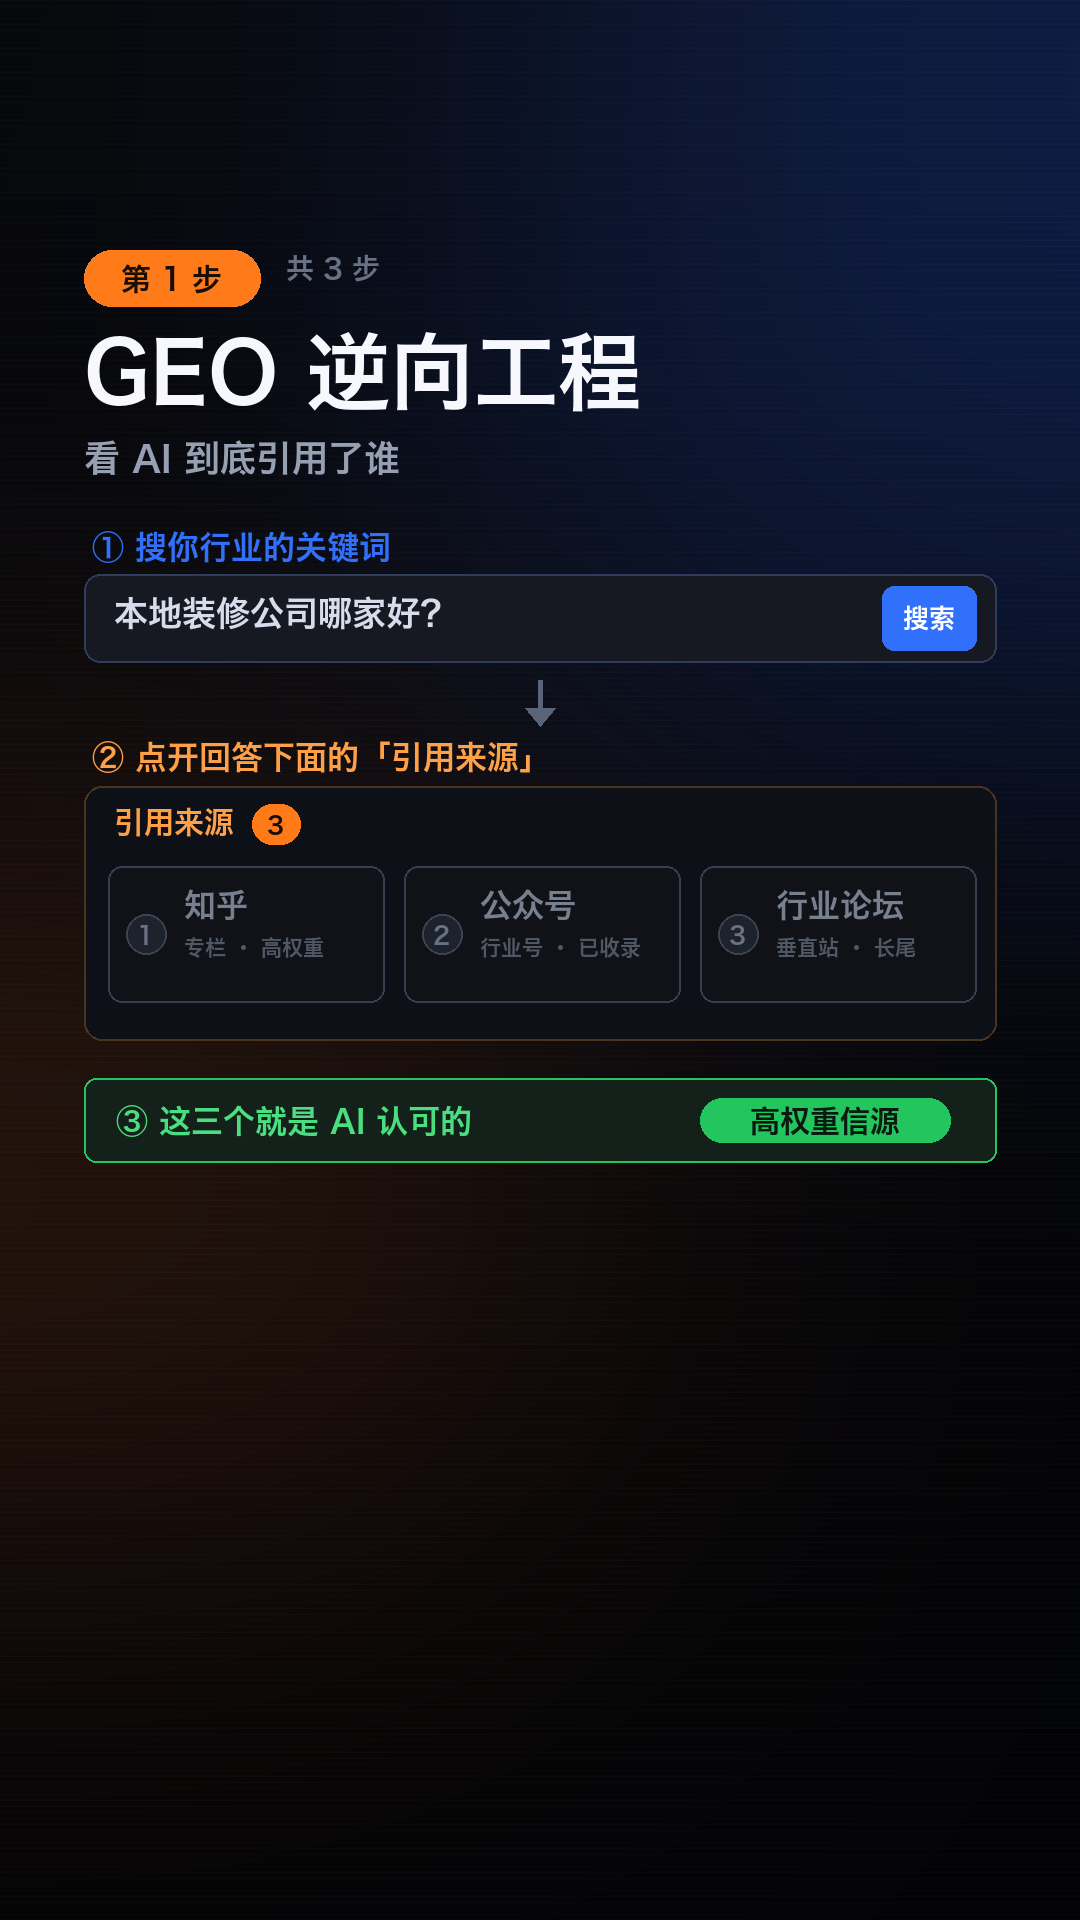 第 1 步
共 3 步
GEO 逆向工程
看 AI 到底引用了谁
① 搜你行业的关键词
本地装修公司哪家好?
搜索
② 点开回答下面的「引用来源」
引用来源 3
1
知乎
专栏 · 高权重
2
公众号
行业号 · 已收录
3
行业论坛
垂直站 · 长尾
③ 这三个就是 AI 认可的
高权重信源